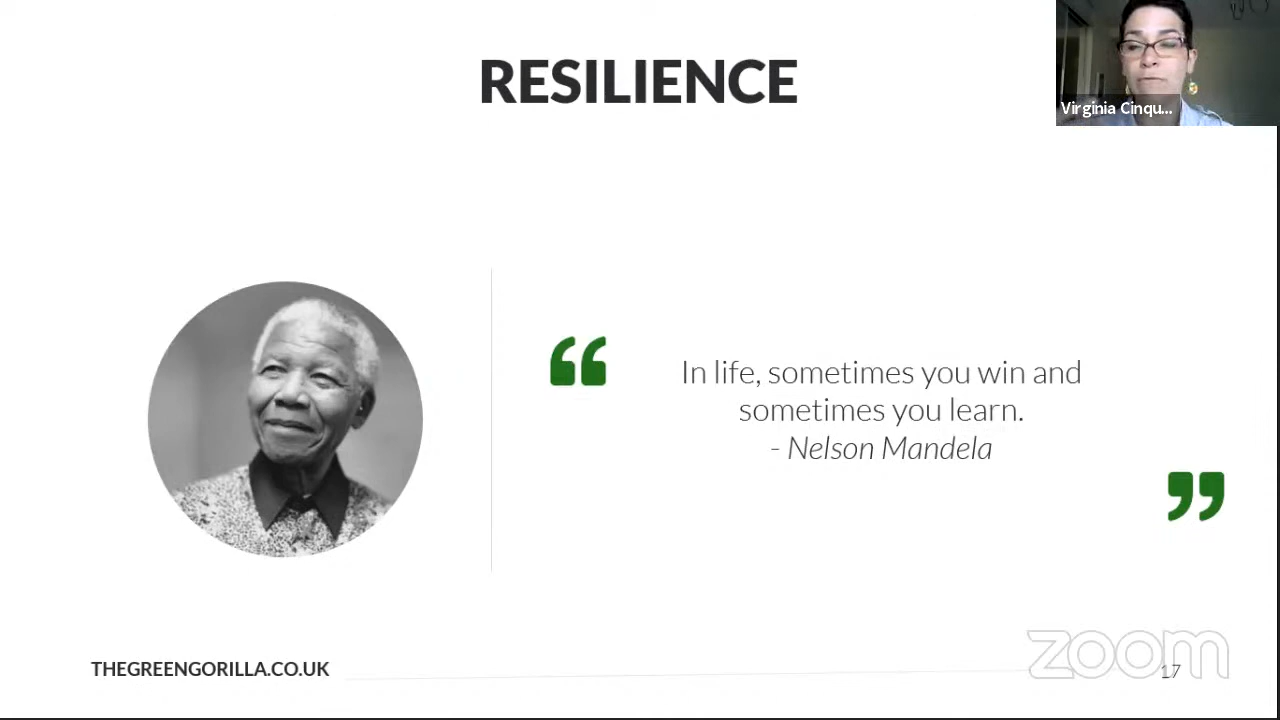 RESILIENCE
Virginia Cinqu...
“
In life, sometimes you win and
sometimes you learn.
- Nelson Mandela
”
THEGREENGORILLA.CO.UK
zoom
17